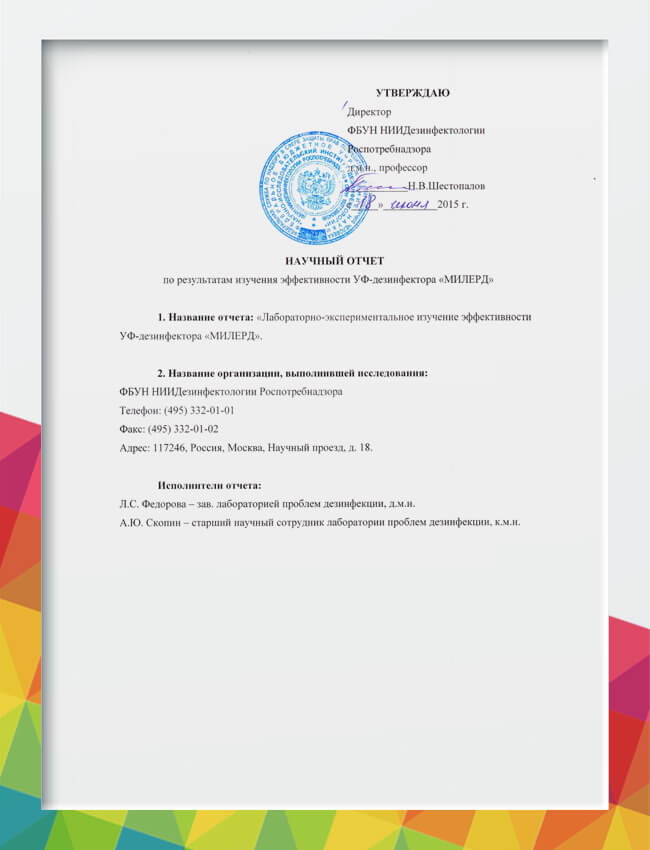 УТВЕРЖДАЮ
Директор
ФБУН НИИДезинфектологии
Роспотребнадзора
д.м.н., профессор
Н.В.Шестопалов
« 18 » июня 2015 г.
НАУЧНЫЙ ОТЧЕТ
по результатам изучения эффективности УФ-дезинфектора «МИЛЕРД»
1. Название отчета: «Лабораторно-экспериментальное изучение эффективности
УФ-дезинфектора «МИЛЕРД».
2. Название организации, выполнившей исследования:
ФБУН НИИДезинфектологии Роспотребнадзора
Телефон: (495) 332-01-01
Факс: (495) 332-01-02
Адрес: 117246, Россия, Москва, Научный проезд, д. 18.
Исполнители отчета:
Л.С. Федорова – зав. лабораторией проблем дезинфекции, д.м.н.
А.Ю. Скопин – старший научный сотрудник лаборатории проблем дезинфекции, к.м.н.